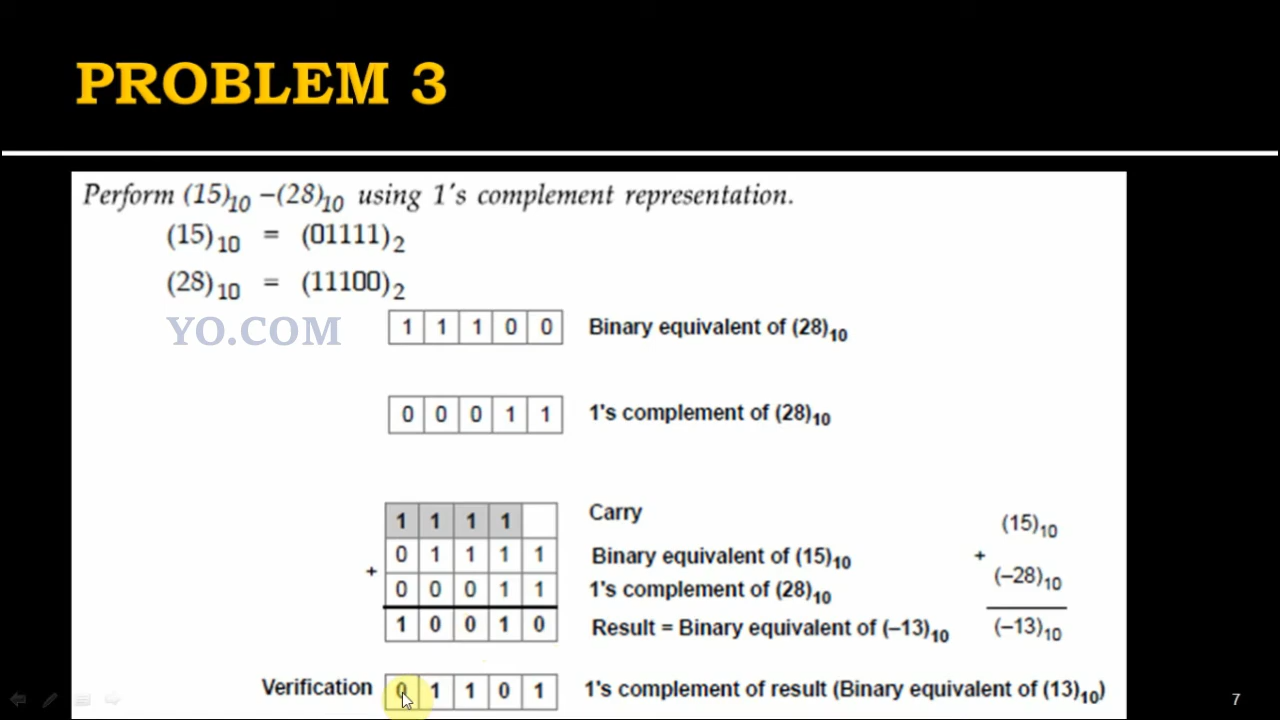 PROBLEM 3
Perform (15)10 –(28)10 using 1's complement representation.
(15)10 = (01111)2
(28)10 = (11100)2
YO.COM
1 1 1 0 0 Binary equivalent of (28)10
0 0 0 1 1 1's complement of (28)10
1 1 1 1 Carry (15)10
+ 0 1 1 1 1 Binary equivalent of (15)10 +
0 0 0 1 1 1's complement of (28)10 (–28)10
1 0 0 1 0 Result = Binary equivalent of (–13)10 (–13)10
Verification 0 1 1 0 1 1's complement of result (Binary equivalent of (13)10)
7